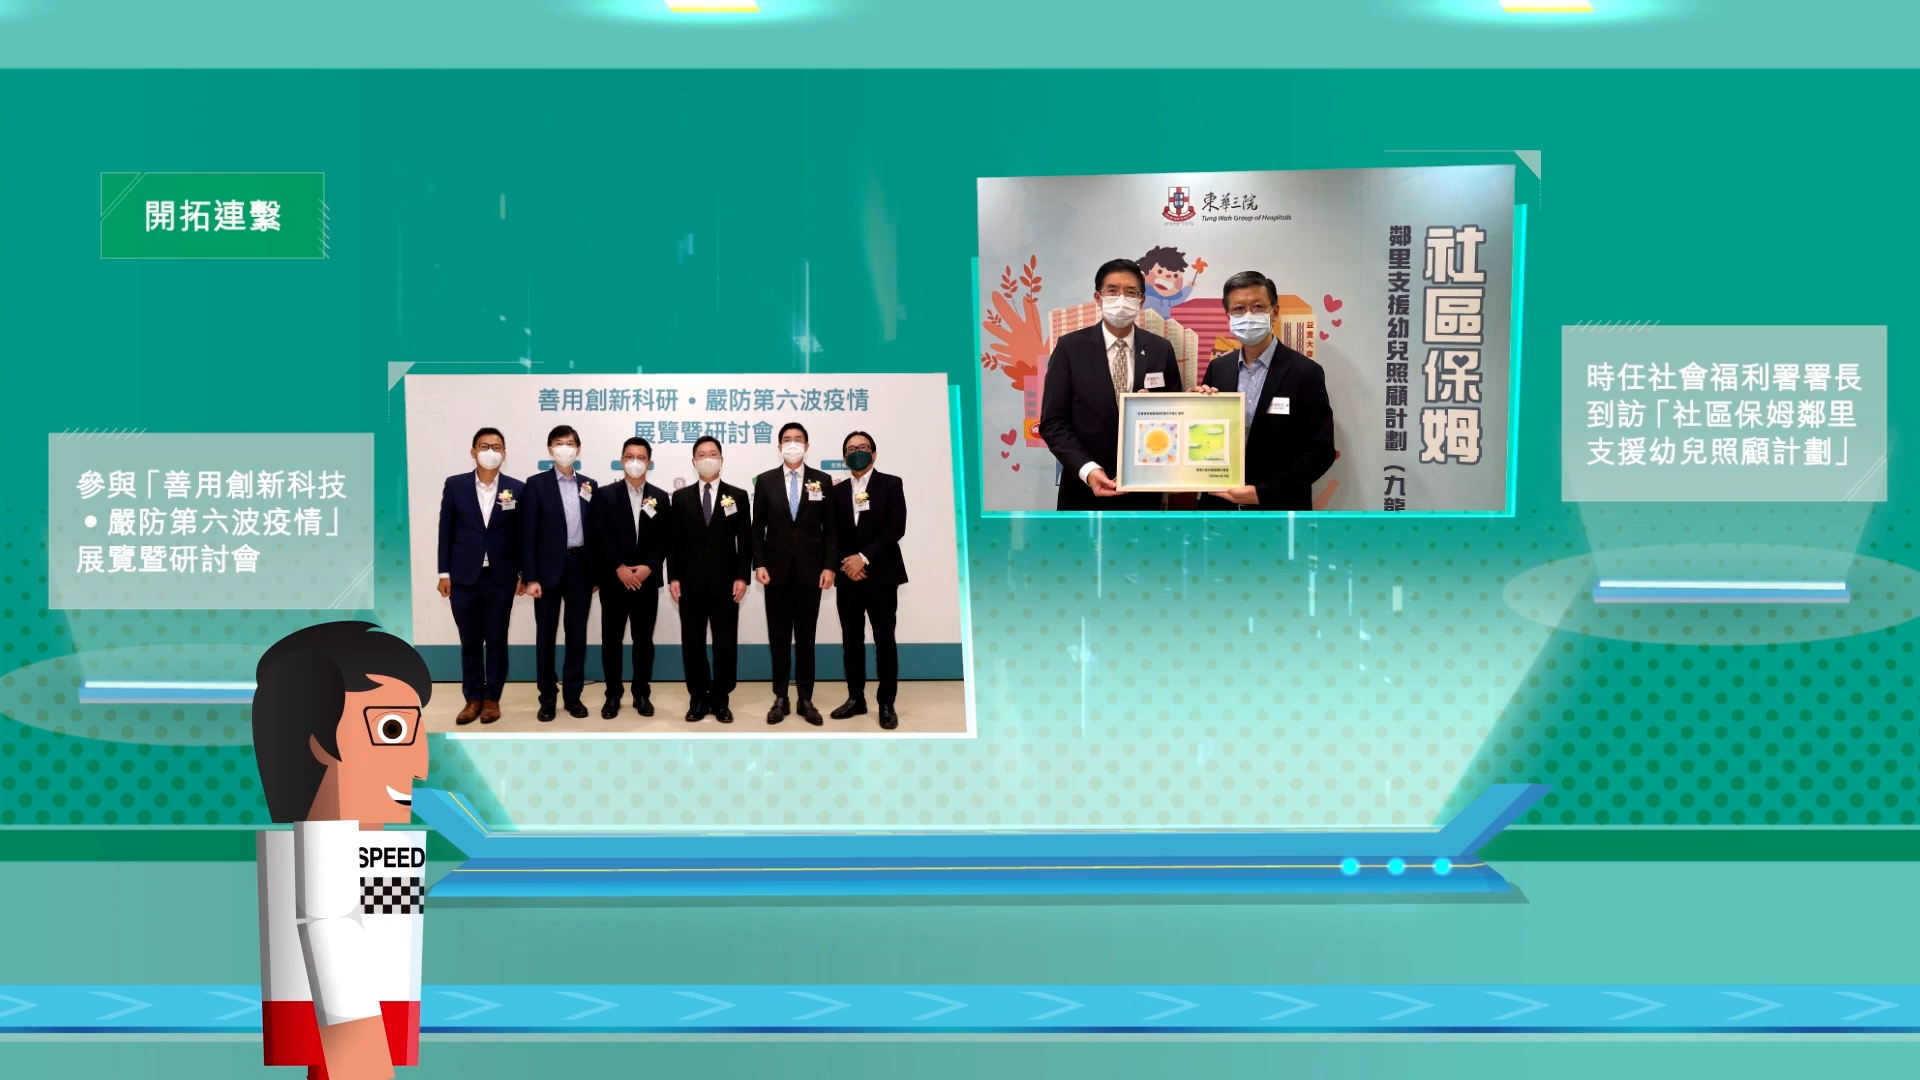 開拓連繫
參與「善用創新科技
•嚴防第六波疫情」
展覽暨研討會
善用創新科研•嚴防第六波疫情
展覽暨研討會
東華三院
Tung Wah Group of Hospitals
社區保姆
鄰里支援幼兒照顧計劃(九龍
益壹大廈
時任社會福利署署長
到訪「社區保姆鄰里
支援幼兒照顧計劃」
SPEED